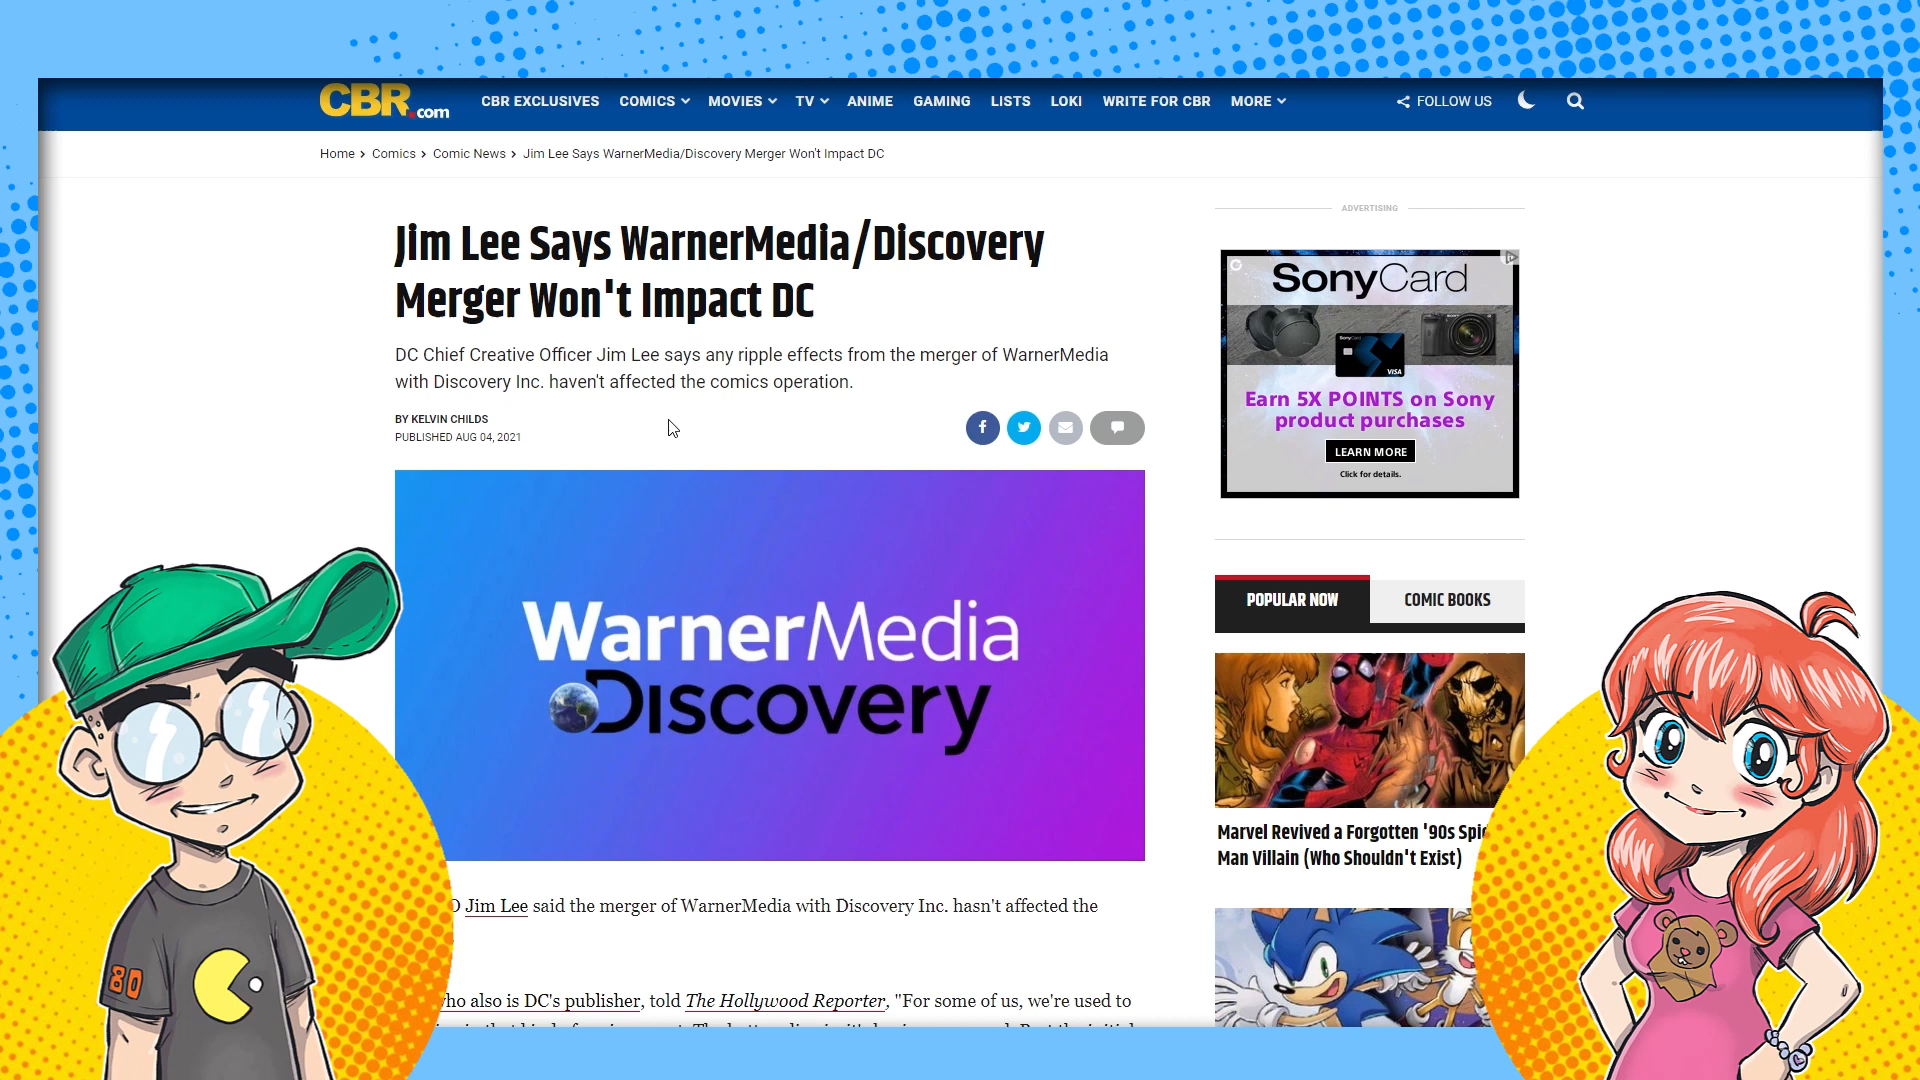 CBR.com
CBR EXCLUSIVES COMICS MOVIES TV ANIME GAMING LISTS LOKI WRITE FOR CBR MORE FOLLOW US
Home > Comics > Comic News > Jim Lee Says WarnerMedia/Discovery Merger Won't Impact DC
Jim Lee Says WarnerMedia/Discovery
Merger Won't Impact DC
DC Chief Creative Officer Jim Lee says any ripple effects from the merger of WarnerMedia
with Discovery Inc. haven't affected the comics operation.
BY KELVIN CHILDS
PUBLISHED AUG 04, 2021
WarnerMedia
Discovery
Jim Lee said the merger of WarnerMedia with Discovery Inc. hasn't affected the
who also is DC's publisher, told The Hollywood Reporter, "For some of us, we're used to
ADVERTISING
SonyCard
SonyCard
VISA
Earn 5X POINTS on Sony
product purchases
LEARN MORE
Click for details.
POPULAR NOW
COMIC BOOKS
Marvel Revived a Forgotten '90s
Man Villain (Who Shouldn't Exist)
80